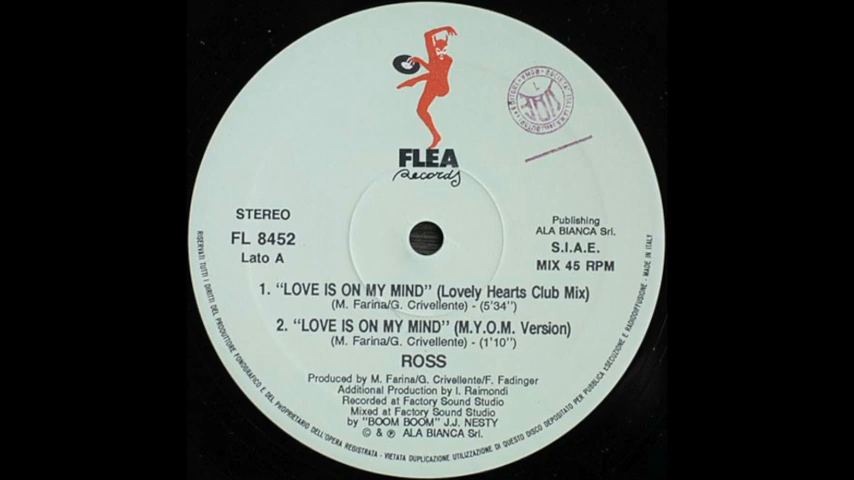 FLEA
Records
STEREO
FL 8452
Lato A
Publishing
ALA BIANCA Srl.
S.I.A.E.
MIX 45 RPM
1. "LOVE IS ON MY MIND" (Lovely Hearts Club Mix)
(M. Farina/G. Crivellente) - (5'34")
2. "LOVE IS ON MY MIND" (M.Y.O.M. Version)
(M. Farina/G. Crivellente) - (1'10")
ROSS
Produced by M. Farina/G. Crivellente/F. Fadinger
Additional Production by I. Raimondi
Recorded at Factory Sound Studio
Mixed at Factory Sound Studio
by "BOOM BOOM" J.J. NESTY
© & ℗ ALA BIANCA Srl.
RISERVATI TUTTI I DIRITTI DEL PRODUTTORE FONOGRAFICO E DEL PROPRIETARIO DELL'OPERA REGISTRATA - VIETATA DUPLICAZIONE UTILIZZAZIONE DI QUESTO DISCO DEPOSITATO PER PUBBLICA ESECUZIONE E RADIODIFFUSIONE - MADE IN ITALY